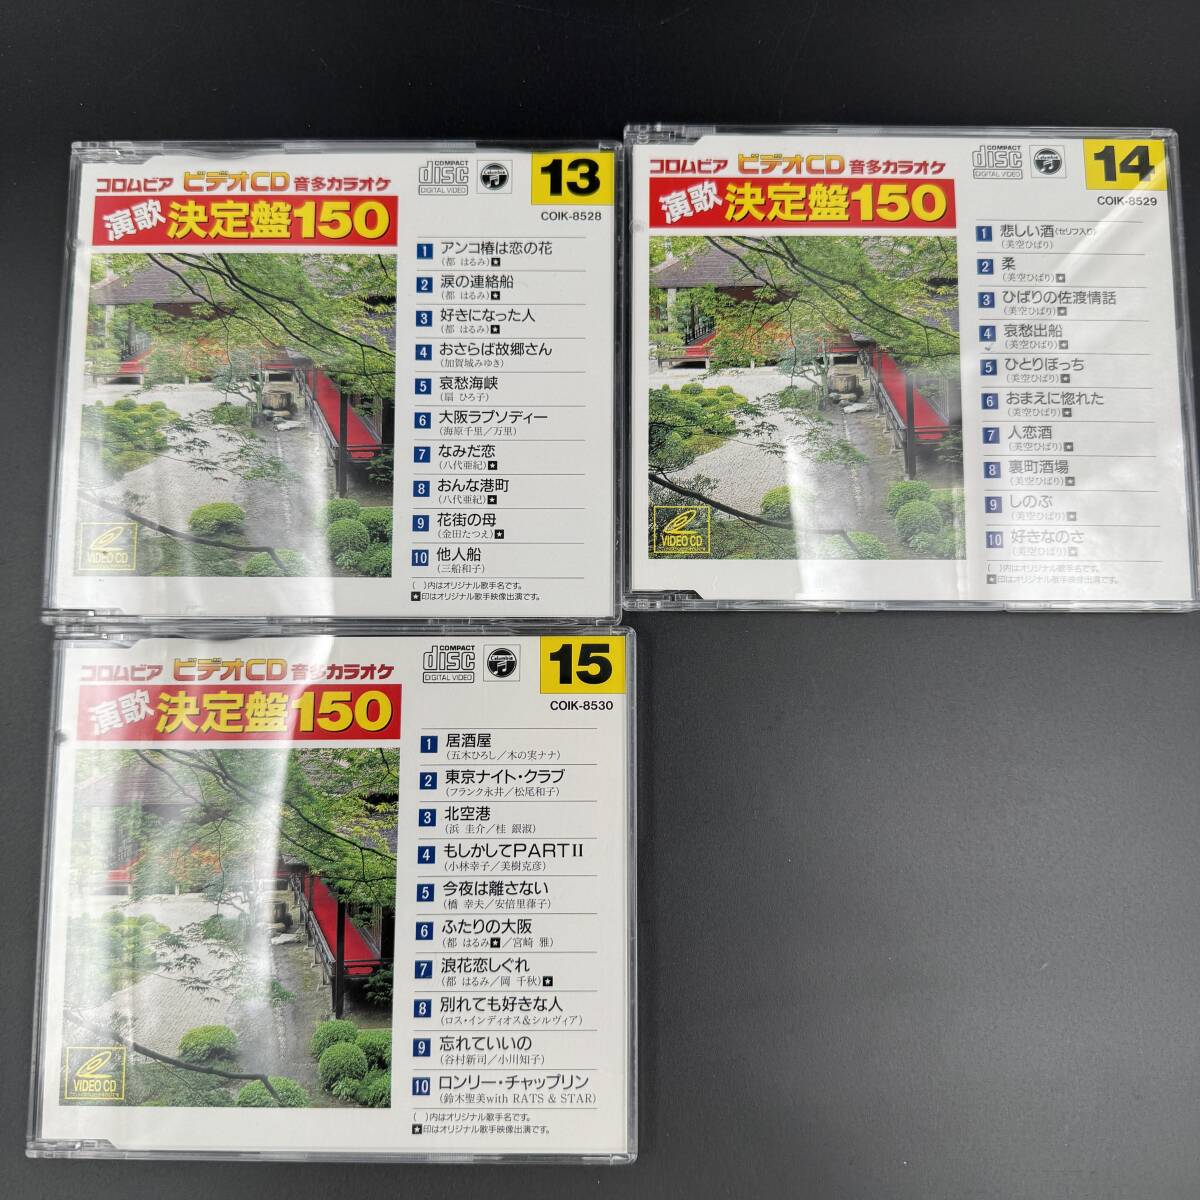 コロムビア ビデオCD 音多カラオケ
COMPACT
disc
DIGITAL VIDEO
Columbia
13
演歌 決定盤150
COIK-8528
1 アンコ椿は恋の花
(都 はるみ)★
2 涙の連絡船
(都 はるみ)★
3 好きになった人
(都 はるみ)★
4 おさらば故郷さん
(加賀城みゆき)
5 哀愁海峡
(扇 ひろ子)
6 大阪ラプソディー
(海原千里/万里)
7 なみだ恋
(八代亜紀)★
8 おんな港町
(八代亜紀)★
9 花街の母
(金田たつえ)★
10 他人船
(三船和子)
( )内はオリジナル歌手名です。
★印はオリジナル歌手映像出演です。
VIDEO CD
コロムビア ビデオCD 音多カラオケ
COMPACT
disc
DIGITAL VIDEO
Columbia
14
演歌 決定盤150
COIK-8529
1 悲しい酒(セリフ入り)
(美空ひばり)
2 柔
(美空ひばり)★
3 ひばりの佐渡情話
(美空ひばり)★
4 哀愁出船
(美空ひばり)★
5 ひとりぼっち
(美空ひばり)★
6 おまえに惚れた
(美空ひばり)★
7 人恋酒
(美空ひばり)★
8 裏町酒場
(美空ひばり)★
9 しのぶ
(美空ひばり)★
10 好きなのさ
(美空ひばり)★
( )内はオリジナル歌手名です。
★印はオリジナル歌手映像出演です。
VIDEO CD
コロムビア ビデオCD 音多カラオケ
COMPACT
disc
DIGITAL VIDEO
Columbia
15
演歌 決定盤150
COIK-8530
1 居酒屋
(五木ひろし/木の実ナナ)
2 東京ナイト・クラブ
(フランク永井/松尾和子)
3 北空港
(浜 圭介/桂 銀淑)
4 もしかしてPARTII
(小林幸子/美樹克彦)
5 今夜は離さない
(橋 幸夫/安倍里葎子)
6 ふたりの大阪
(都 はるみ★/宮崎 雅)
7 浪花恋しぐれ
(都 はるみ/岡 千秋)★
8 別れても好きな人
(ロス・インディオス&シルヴィア)
9 忘れていいの
(谷村新司/小川知子)
10 ロンリー・チャップリン
(鈴木聖美with RATS & STAR)
( )内はオリジナル歌手名です。
★印はオリジナル歌手映像出演です。
VIDEO CD